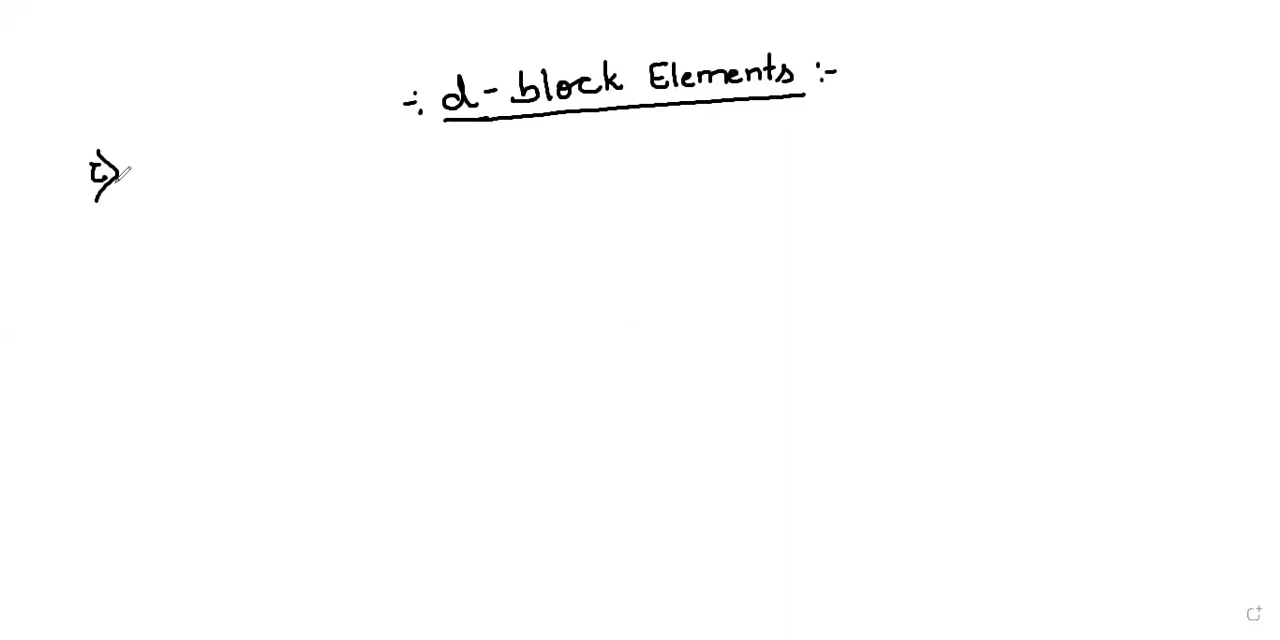 -: d-block Elements :-
i)